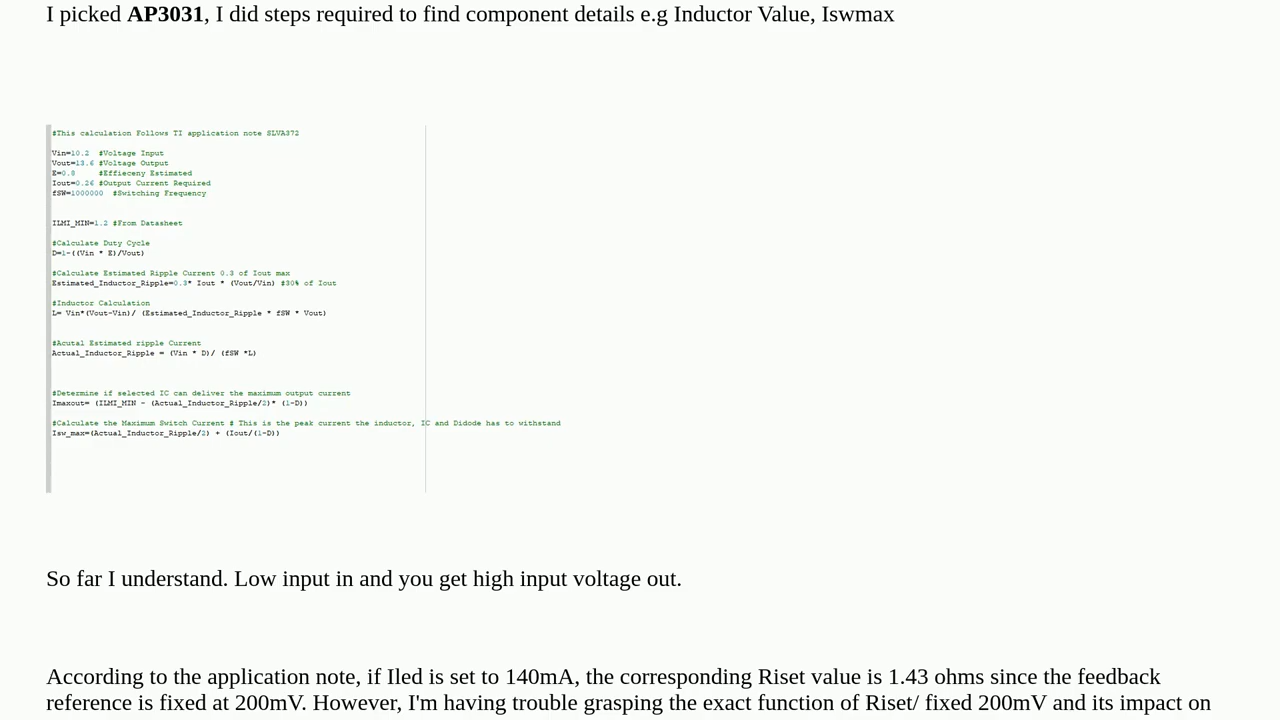 I picked AP3031, I did steps required to find component details e.g Inductor Value, Iswmax
#This calculation Follows TI application note SLVA372
Vin=10.2 #Voltage Input
Vout=13.6 #Voltage Output
E=0.8 #Effieceny Estimated
Iout=0.26 #Output Current Required
fSW=1000000 #Switching Frequency
ILMI_MIN=1.2 #From Datasheet
#Calculate Duty Cycle
D=1-((Vin * E)/Vout)
#Calculate Estimated Ripple Current 0.3 of Iout max
Estimated_Inductor_Ripple=0.3* Iout * (Vout/Vin) #30% of Iout
#Inductor Calculation
L= Vin*(Vout-Vin)/ (Estimated_Inductor_Ripple * fSW * Vout)
#Acutal Estimated ripple Current
Actual_Inductor_Ripple = (Vin * D)/ (fSW *L)
#Determine if selected IC can deliver the maximum output current
Imaxout= (ILMI_MIN - (Actual_Inductor_Ripple/2)* (1-D))
#Calculate the Maximum Switch Current # This is the peak current the inductor, IC and Didode has to withstand
Isw_max=(Actual_Inductor_Ripple/2) + (Iout/(1-D))
So far I understand. Low input in and you get high input voltage out.
According to the application note, if Iled is set to 140mA, the corresponding Riset value is 1.43 ohms since the feedback
reference is fixed at 200mV. However, I'm having trouble grasping the exact function of Riset/ fixed 200mV and its impact on